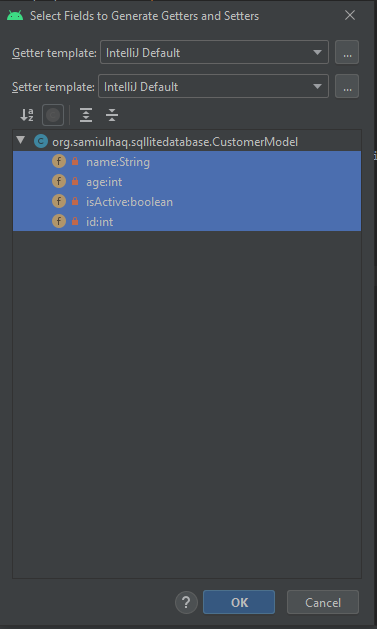 Select Fields to Generate Getters and Setters
Getter template: IntelliJ Default ...
Setter template: IntelliJ Default ...
org.samiulhaq.sqllitedatabase.CustomerModel
name:String
age:int
isActive:boolean
id:int
? OK Cancel